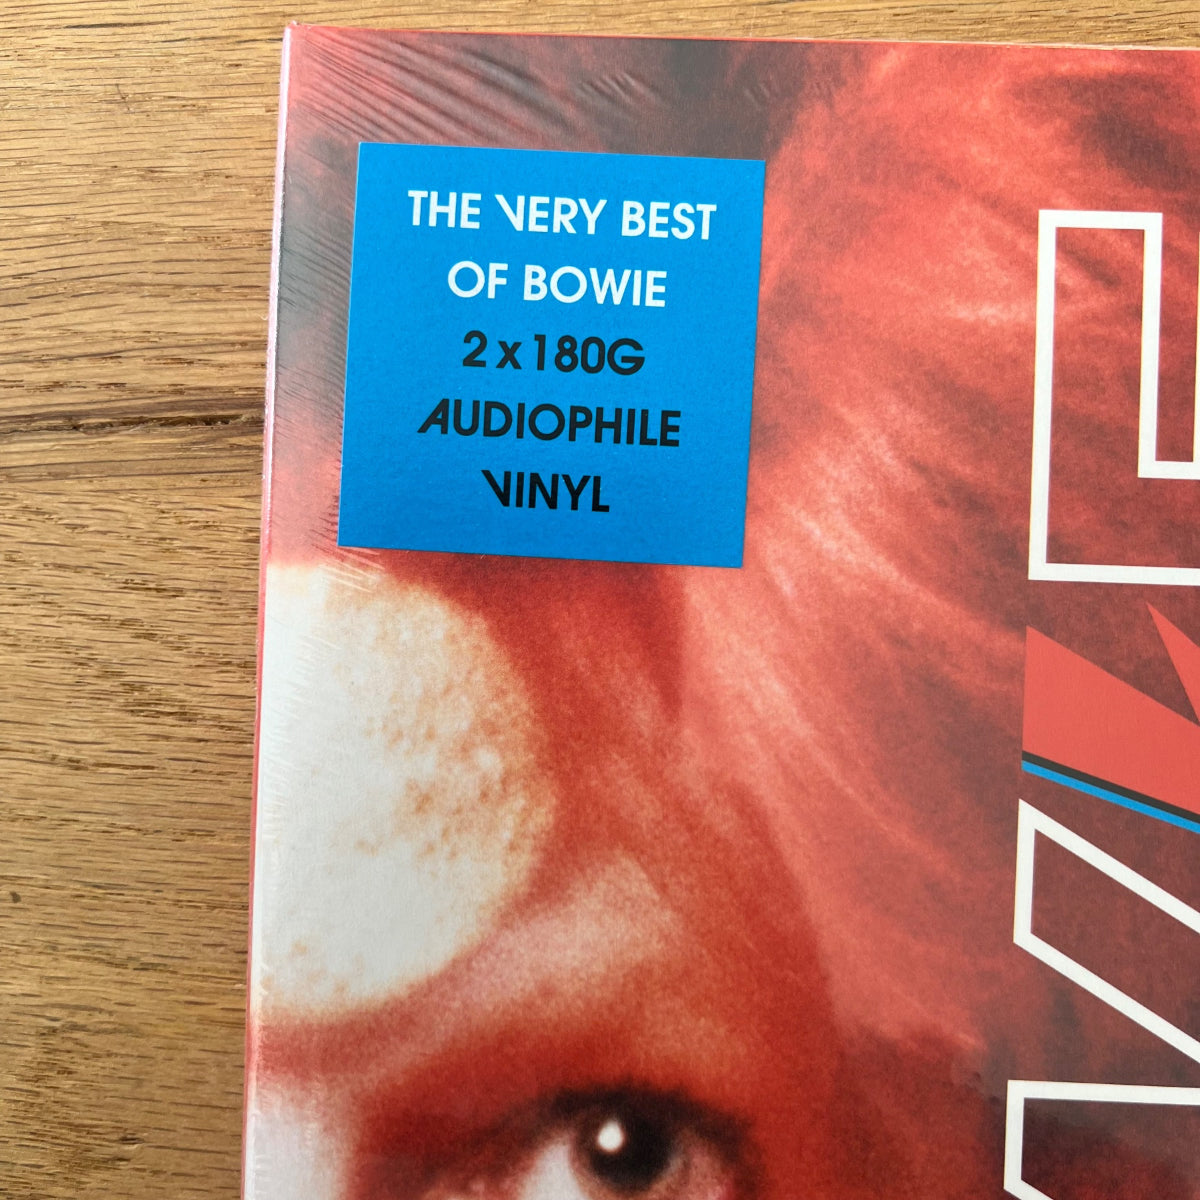 THE VERY BEST
OF BOWIE
2 x 180G
AUDIOPHILE
VINYL